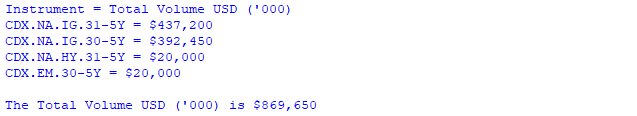 Instrument = Total Volume USD ('000)
CDX.NA.IG.31-5Y = $437,200
CDX.NA.IG.30-5Y = $392,450
CDX.NA.HY.31-5Y = $20,000
CDX.EM.30-5Y = $20,000
The Total Volume USD ('000) is $869,650